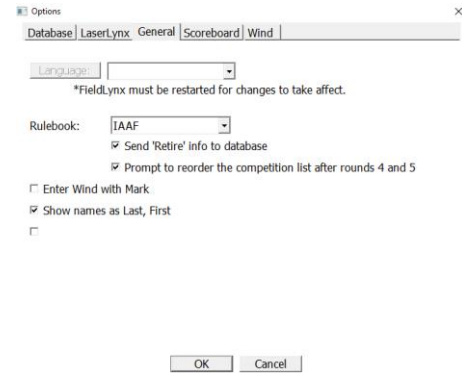 Options
Database LaserLynx General Scoreboard Wind
Language:
*FieldLynx must be restarted for changes to take affect.
Rulebook: IAAF
Send 'Retire' info to database
Prompt to reorder the competition list after rounds 4 and 5
Enter Wind with Mark
Show names as Last, First
OK Cancel